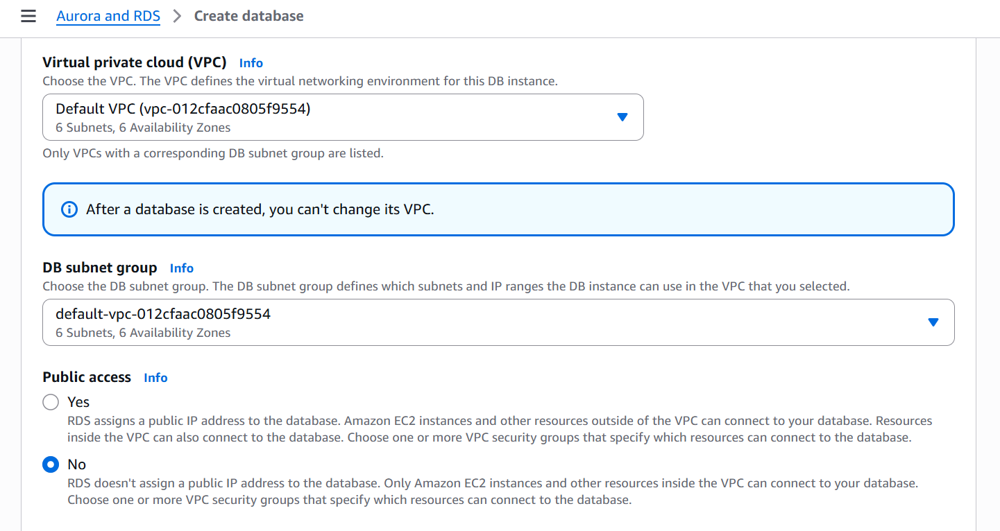 Aurora and RDS > Create database
Virtual private cloud (VPC) Info
Choose the VPC. The VPC defines the virtual networking environment for this DB instance.
Default VPC (vpc-012cfaac0805f9554)
6 Subnets, 6 Availability Zones
Only VPCs with a corresponding DB subnet group are listed.
After a database is created, you can't change its VPC.
DB subnet group Info
Choose the DB subnet group. The DB subnet group defines which subnets and IP ranges the DB instance can use in the VPC that you selected.
default-vpc-012cfaac0805f9554
6 Subnets, 6 Availability Zones
Public access Info
Yes
RDS assigns a public IP address to the database. Amazon EC2 instances and other resources outside of the VPC can connect to your database. Resources
inside the VPC can also connect to the database. Choose one or more VPC security groups that specify which resources can connect to the database.
No
RDS doesn't assign a public IP address to the database. Only Amazon EC2 instances and other resources inside the VPC can connect to your database.
Choose one or more VPC security groups that specify which resources can connect to the database.